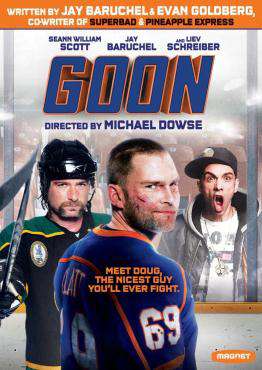 WRITTEN BY JAY BARUCHEL & EVAN GOLDBERG,
COWRITER OF SUPERBAD & PINEAPPLE EXPRESS
SEANN WILLIAM SCOTT JAY BARUCHEL AND LIEV SCHREIBER
GOON
DIRECTED BY MICHAEL DOWSE
69
MEET DOUG,
THE NICEST GUY
YOU'LL EVER FIGHT.
MAGNET